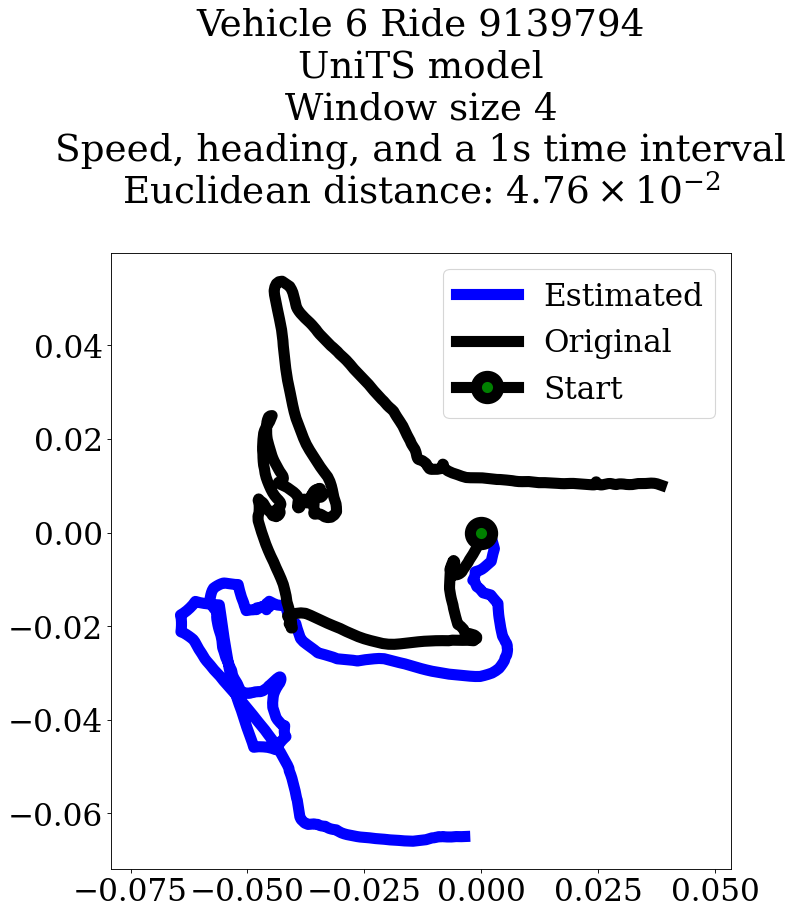 Vehicle 6 Ride 9139794
UniTS model
Window size 4
Speed, heading, and a 1s time interval
Euclidean distance: 4.76 × 10⁻²
Estimated
Original
Start
0.04
0.02
0.00
−0.02
−0.04
−0.06
−0.075 −0.050 −0.025 0.000 0.025 0.050